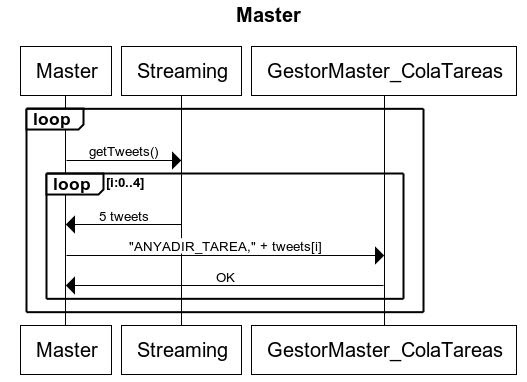 Master
Master Streaming GestorMaster_ColaTareas
loop
getTweets()
loop [i:0..4]
5 tweets
"ANYADIR_TAREA," + tweets[i]
OK
Master Streaming GestorMaster_ColaTareas